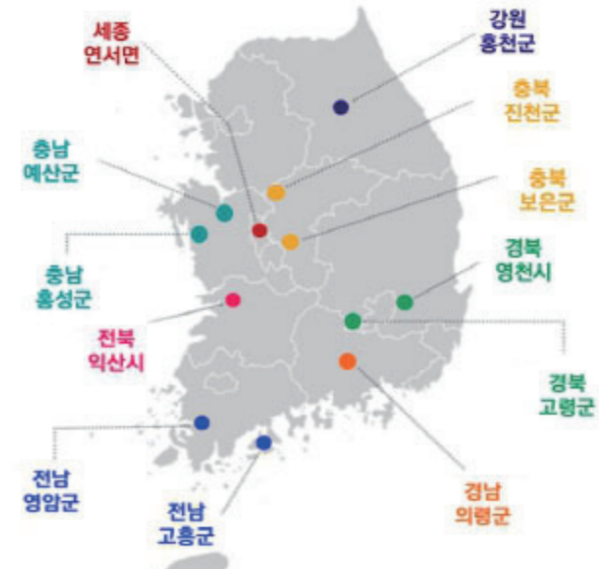 강원
홍천군
세종
연서면
충북
진천군
충남
예산군
충북
보은군
경북
영천시
충남
홍성군
전북
익산시
경북
고령군
전남
영암군
경남
의령군
전남
고흥군